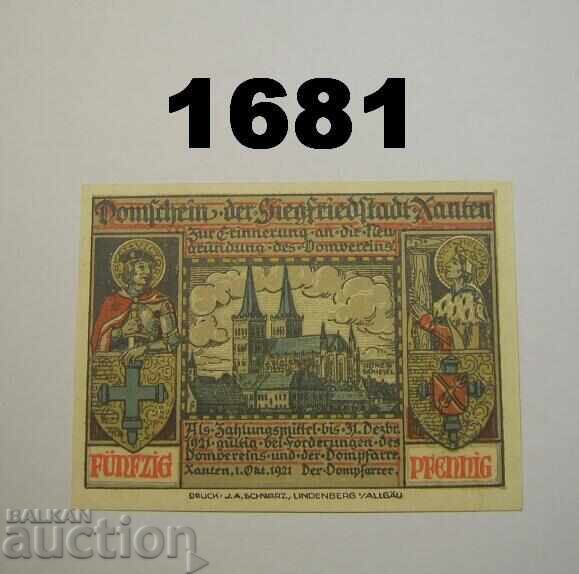 1681
Domschein der Siegfriedstadt Xanten
Zur Erinnerung an die Neu
gründung des Domvereins
Als Zahlungsmittel bis 31. Dezbr.
1921 gültig bei Forderungen des
Domvereins und der Dompfarre
Xanten, 1. Okt. 1921 Der Dompfarrer.
FÜNFZIG
PFENNIG
DRUCK: J. A. SCHWARZ, LINDENBERG i/ALLGÄU
BALKAN
auction